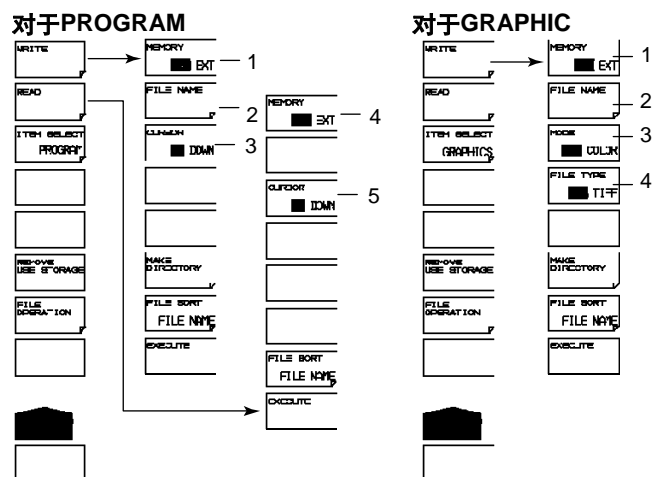 对于PROGRAM
WRITE
READ
ITEM SELECT
PROGRAM
REMOVE
USE STORAGE
FILE
OPERATION
MEMORY
EXT
1
FILE NAME
2
CURSOR
DOWN
3
MAKE
DIRECTORY
FILE SORT
FILE NAME
EXECUTE
MEMORY
EXT
4
CURSOR
DOWN
5
FILE SORT
FILE NAME
EXECUTE
对于GRAPHIC
WRITE
READ
ITEM SELECT
GRAPHICS
REMOVE
USE STORAGE
FILE
OPERATION
MEMORY
EXT
1
FILE NAME
2
MODE
COLOR
3
FILE TYPE
TIFF
4
MAKE
DIRECTORY
FILE SORT
FILE NAME
EXECUTE